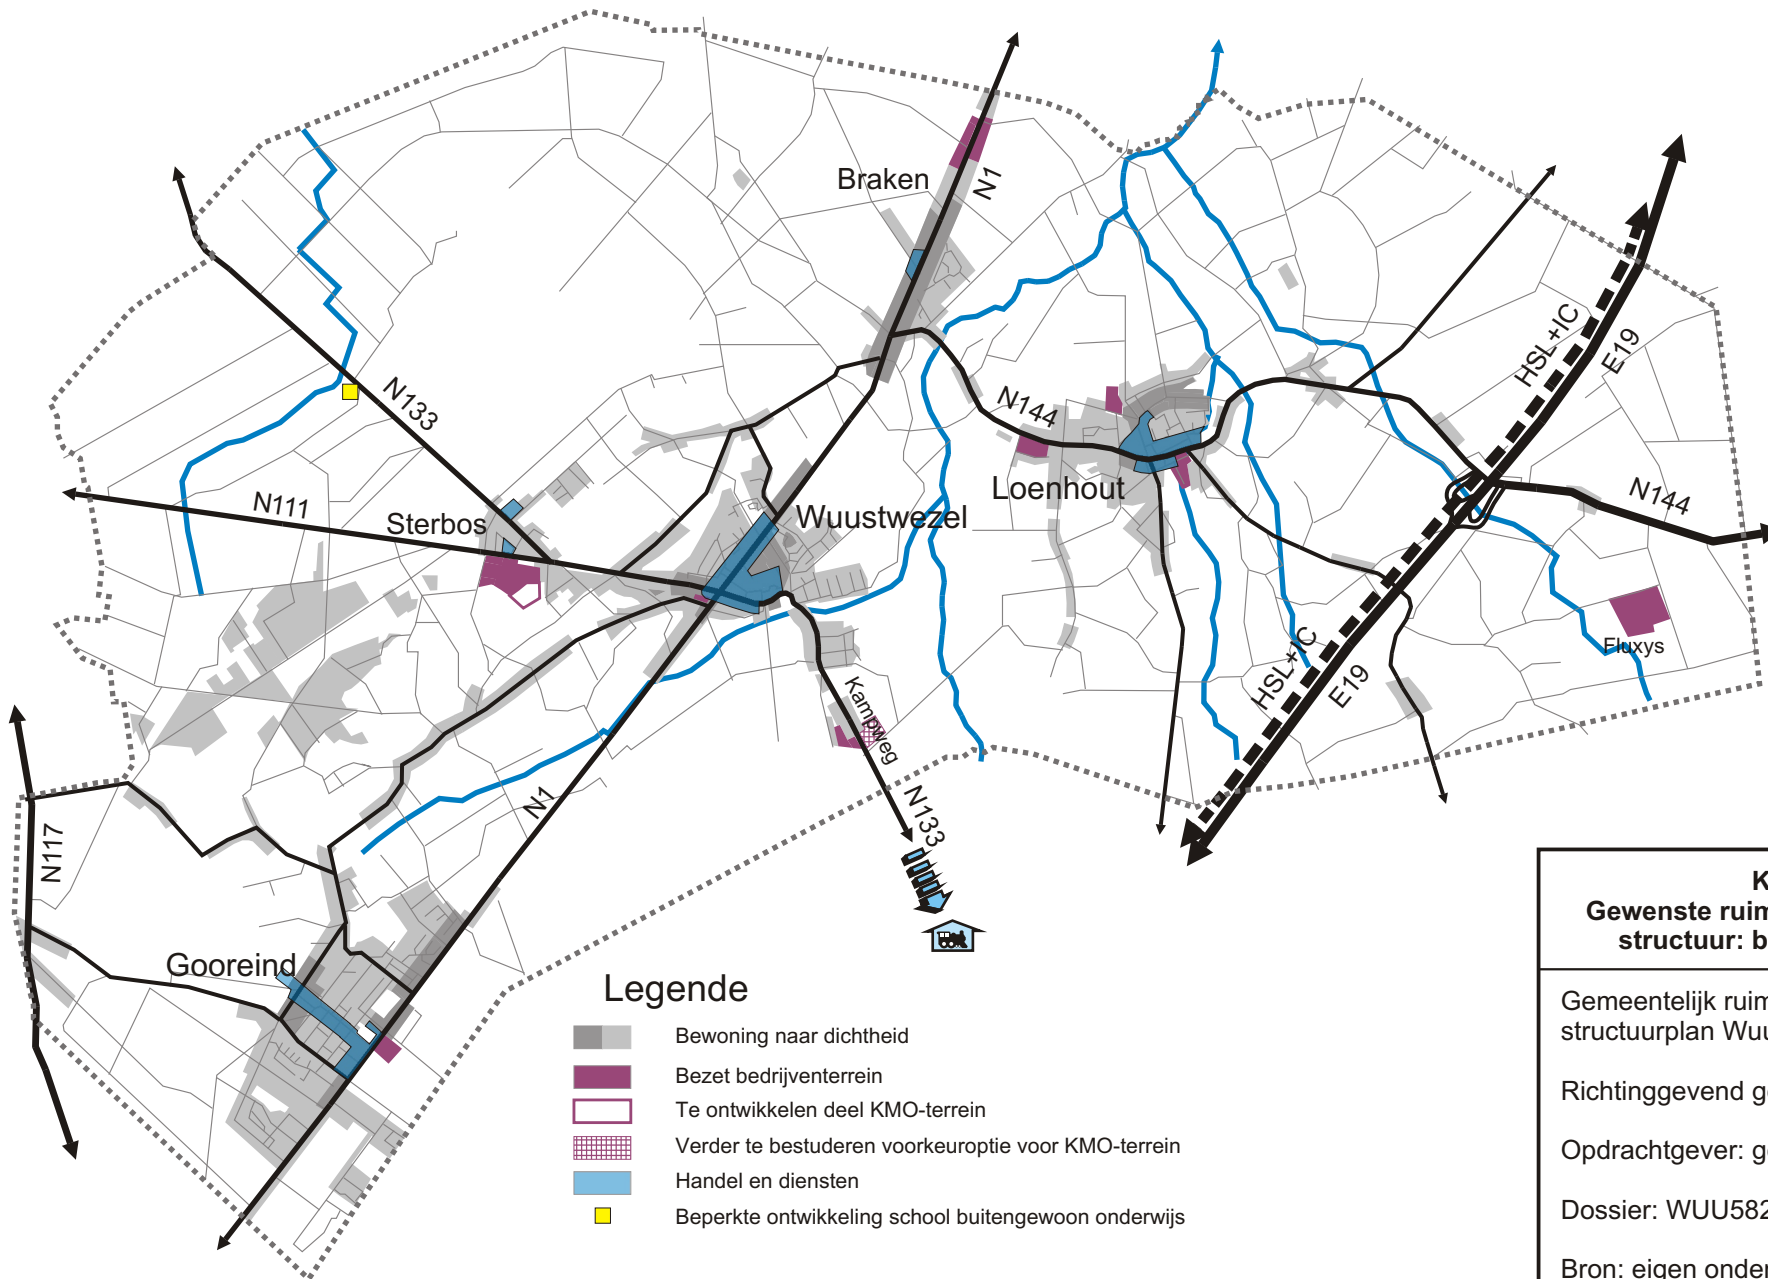 Braken
N1
HSL+IC
E19
N133
N144
N111
Sterbos
Wuustwezel
Loenhout
N144
Fluxys
HSL+IC
E19
Kampweg
N1
N133
N117
Gooreind
Legende
Bewoning naar dichtheid
Bezet bedrijventerrein
Te ontwikkelen deel KMO-terrein
Verder te bestuderen voorkeuroptie voor KMO-terrein
Handel en diensten
Beperkte ontwikkeling school buitengewoon onderwijs
K
Gewenste ruim
structuur: b
Gemeentelijk ruim
structuurplan Wuu
Richtinggevend ge
Opdrachtgever: ge
Dossier: WUU582
Bron: eigen onder